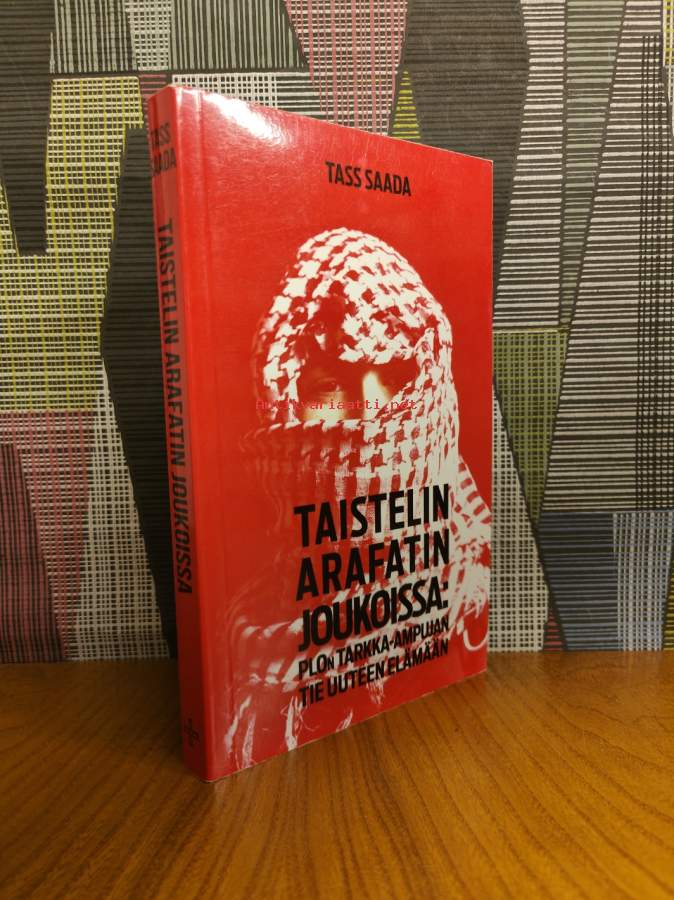 TASS
SAADA
TAISTELIN ARAFATIN JOUKOISSA
TASS SAADA
Antikvariaatti.net
TAISTELIN
ARAFATIN
JOUKOISSA:
PLOn TARKKA-AMPUJAN
TIE UUTEEN ELÄMÄÄN